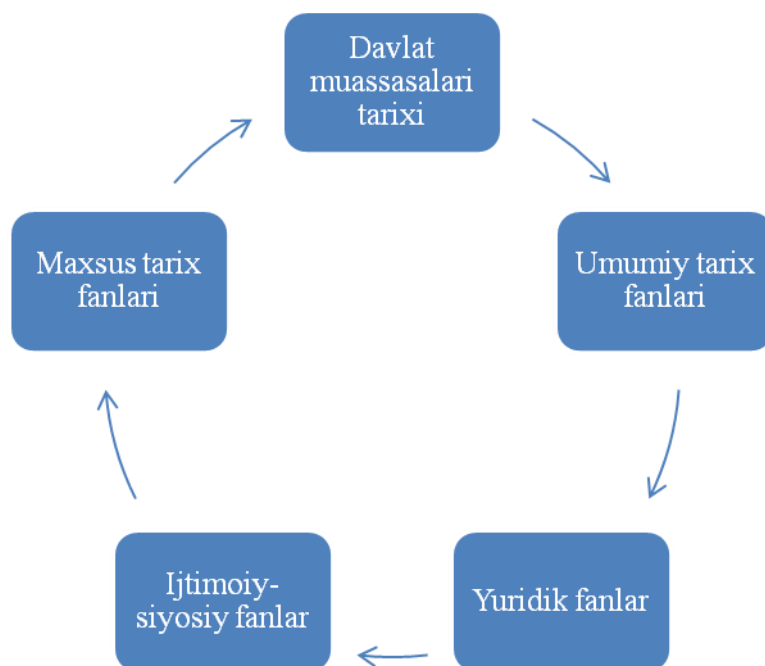 Davlat
muassasalari
tarixi
Umumiy tarix
fanlari
Yuridik fanlar
Ijtimoiy-
siyosiy fanlar
Maxsus tarix
fanlari